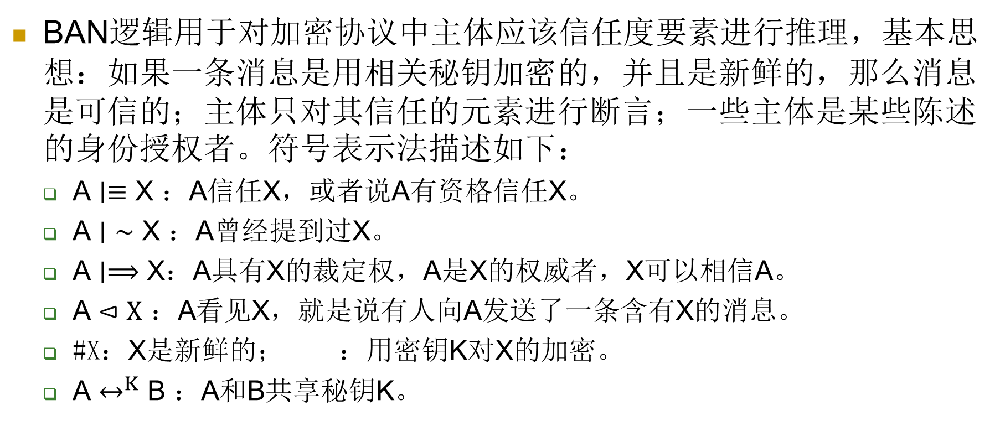 BAN逻辑用于对加密协议中主体应该信任度要素进行推理，基本思
想：如果一条消息是用相关秘钥加密的，并且是新鲜的，那么消息
是可信的；主体只对其信任的元素进行断言；一些主体是某些陈述
的身份授权者。符号表示法描述如下：
A |≡ X ：A信任X，或者说A有资格信任X。
A | ~ X ：A曾经提到过X。
A |⟹ X：A具有X的裁定权，A是X的权威者，X可以相信A。
A ⊲ X ：A看见X，就是说有人向A发送了一条含有X的消息。
#X：X是新鲜的； ：用密钥K对X的加密。
A ↔ᴷ B ：A和B共享秘钥K。